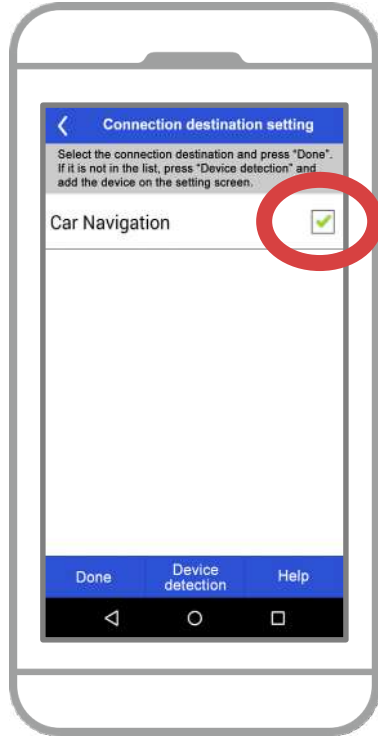 Connection destination setting
Select the connection destination and press "Done".
If it is not in the list, press "Device detection" and
add the device on the setting screen.
Car Navigation
Done
Device
detection
Help